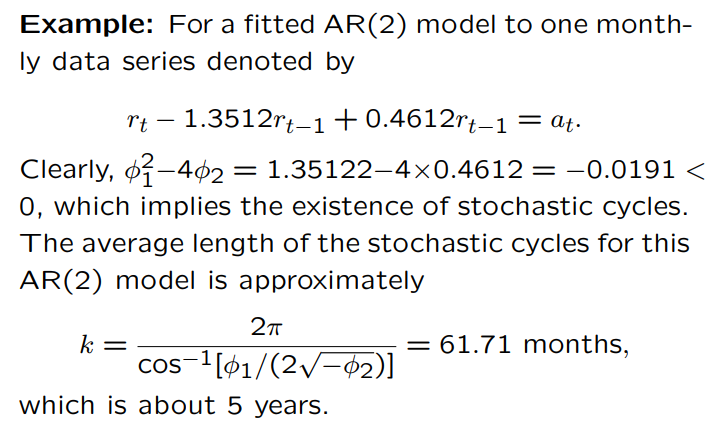 Example: For a fitted AR(2) model to one month-
ly data series denoted by
r_t − 1.3512r_{t−1} + 0.4612r_{t−1} = a_t.
Clearly, ϕ_1^2−4ϕ_2 = 1.35122−4×0.4612 = −0.0191 <
0, which implies the existence of stochastic cycles.
The average length of the stochastic cycles for this
AR(2) model is approximately
k = 2π / cos^{−1}[ϕ_1/(2√−ϕ_2)] = 61.71 months,
which is about 5 years.